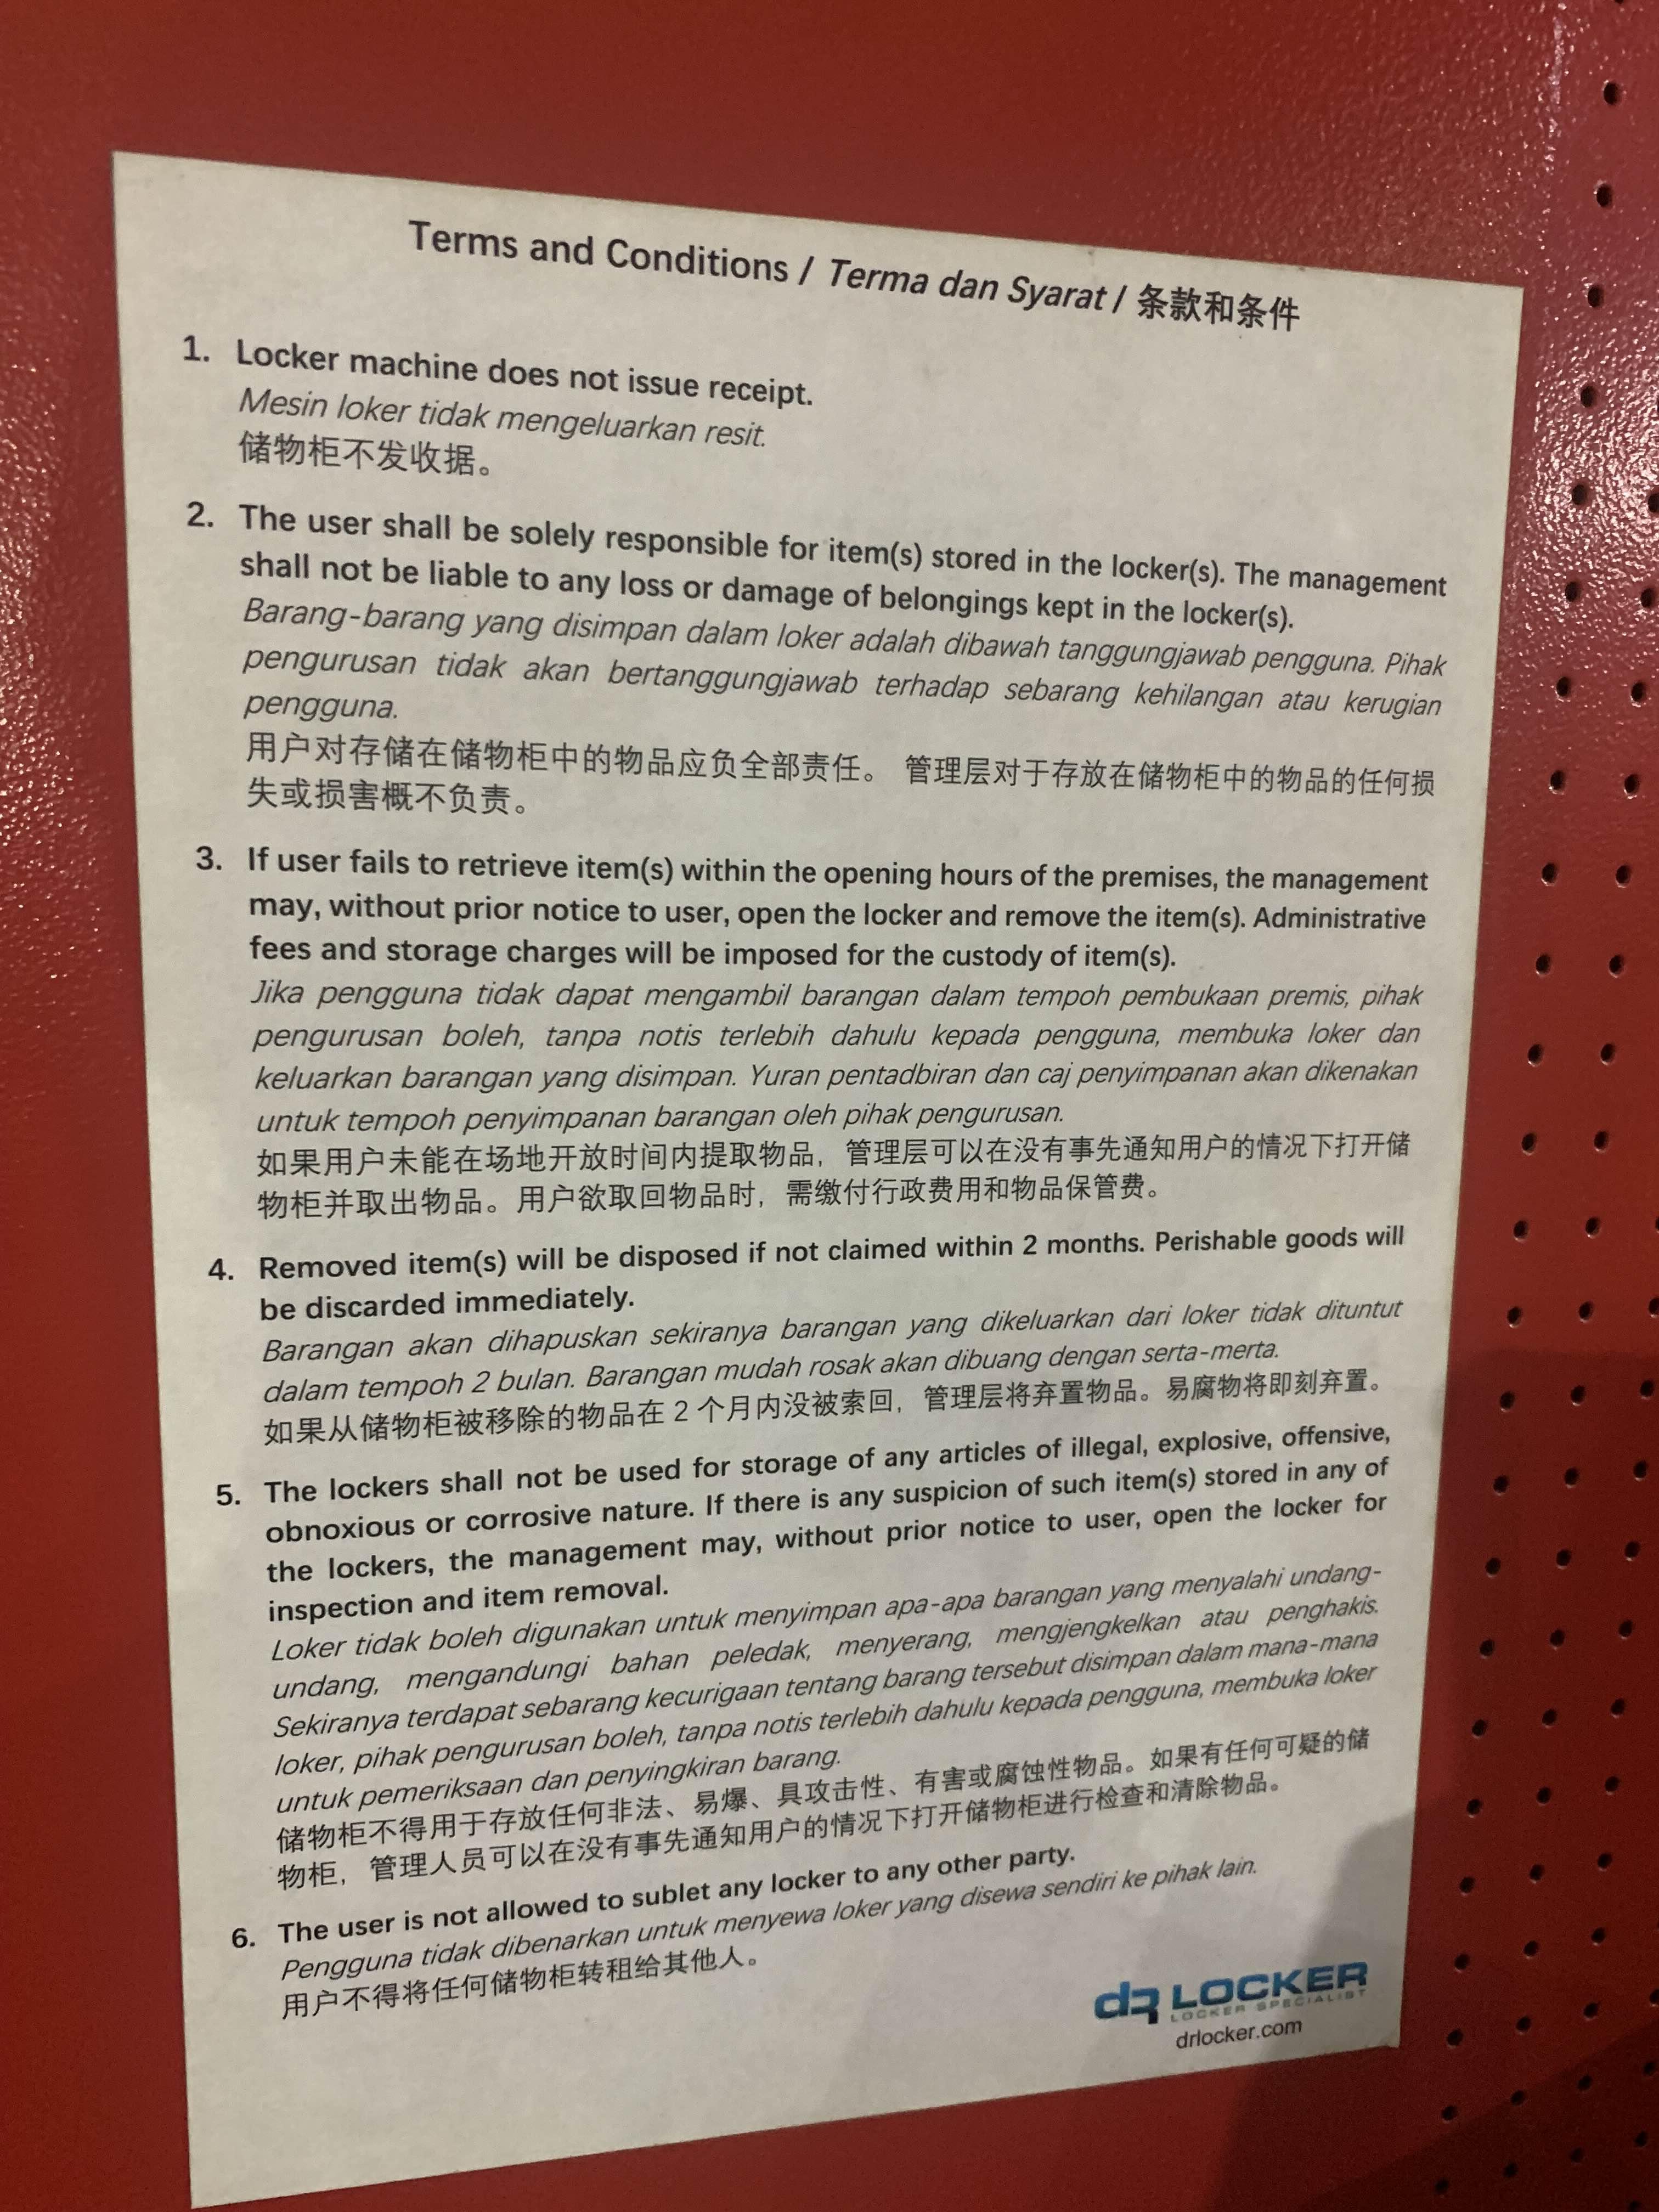 Terms and Conditions / Terma dan Syarat / 条款和条件
1. Locker machine does not issue receipt.
Mesin loker tidak mengeluarkan resit.
储物柜不发收据。
2. The user shall be solely responsible for item(s) stored in the locker(s). The management
shall not be liable to any loss or damage of belongings kept in the locker(s).
Barang-barang yang disimpan dalam loker adalah dibawah tanggungjawab pengguna. Pihak
pengurusan tidak akan bertanggungjawab terhadap sebarang kehilangan atau kerugian
pengguna.
用户对存储在储物柜中的物品应负全部责任。 管理层对于存放在储物柜中的物品的任何损
失或损害概不负责。
3. If user fails to retrieve item(s) within the opening hours of the premises, the management
may, without prior notice to user, open the locker and remove the item(s). Administrative
fees and storage charges will be imposed for the custody of item(s).
Jika pengguna tidak dapat mengambil barangan dalam tempoh pembukaan premis, pihak
pengurusan boleh, tanpa notis terlebih dahulu kepada pengguna, membuka loker dan
keluarkan barangan yang disimpan. Yuran pentadbiran dan caj penyimpanan akan dikenakan
untuk tempoh penyimpanan barangan oleh pihak pengurusan.
如果用户未能在场地开放时间内提取物品，管理层可以在没有事先通知用户的情况下打开储
物柜并取出物品。用户欲取回物品时，需缴付行政费用和物品保管费。
4. Removed item(s) will be disposed if not claimed within 2 months. Perishable goods will
be discarded immediately.
Barangan akan dihapuskan sekiranya barangan yang dikeluarkan dari loker tidak dituntut
dalam tempoh 2 bulan. Barangan mudah rosak akan dibuang dengan serta-merta.
如果从储物柜被移除的物品在 2 个月内没被索回，管理层将弃置物品。易腐物将即刻弃置。
5. The lockers shall not be used for storage of any articles of illegal, explosive, offensive,
obnoxious or corrosive nature. If there is any suspicion of such item(s) stored in any of
the lockers, the management may, without prior notice to user, open the locker for
inspection and item removal.
Loker tidak boleh digunakan untuk menyimpan apa-apa barangan yang menyalahi undang-
undang, mengandungi bahan peledak, menyerang, mengjengkelkan atau penghakis.
Sekiranya terdapat sebarang kecurigaan tentang barang tersebut disimpan dalam mana-mana
loker, pihak pengurusan boleh, tanpa notis terlebih dahulu kepada pengguna, membuka loker
untuk pemeriksaan dan penyingkiran barang.
储物柜不得用于存放任何非法、易爆、具攻击性、有害或腐蚀性物品。如果有任何可疑的储
物柜，管理人员可以在没有事先通知用户的情况下打开储物柜进行检查和清除物品。
6. The user is not allowed to sublet any locker to any other party.
Pengguna tidak dibenarkan untuk menyewa loker yang disewa sendiri ke pihak lain.
用户不得将任何储物柜转租给其他人。
dr LOCKER
LOCKER SPECIALIST
drlocker.com